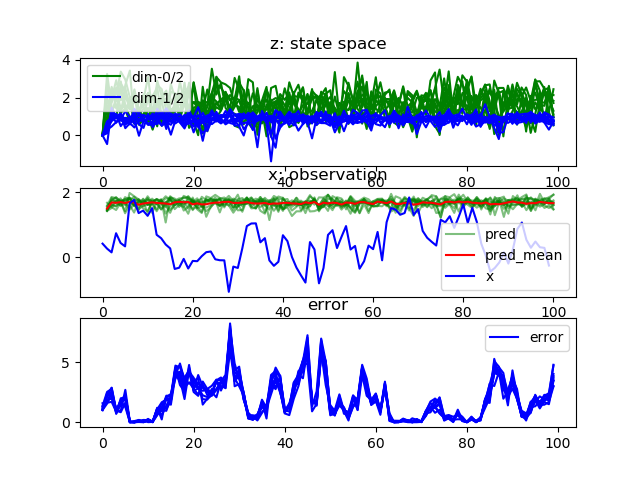 z: state space
4
2
0
dim-0/2
dim-1/2
0 20 40 60 80 100
x: observation
2
0
pred
pred_mean
x
0 20 40 60 80 100
error
5
0
error
0 20 40 60 80 100